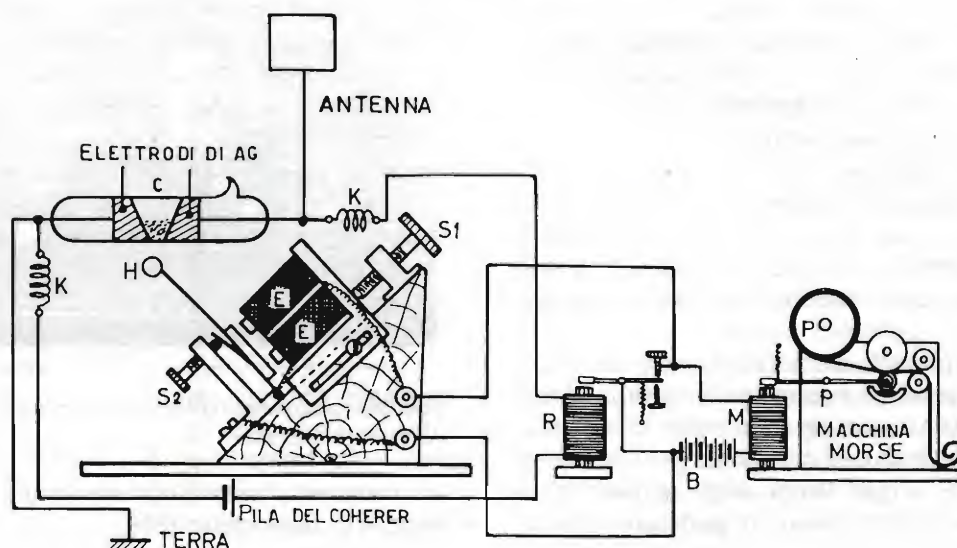 ANTENNA
ELETTRODI DI AG
C
K
S1
H
K
E
E
S2
PO
R
M
P
MACCHINA
MORSE
B
PILA DEL COHERER
TERRA